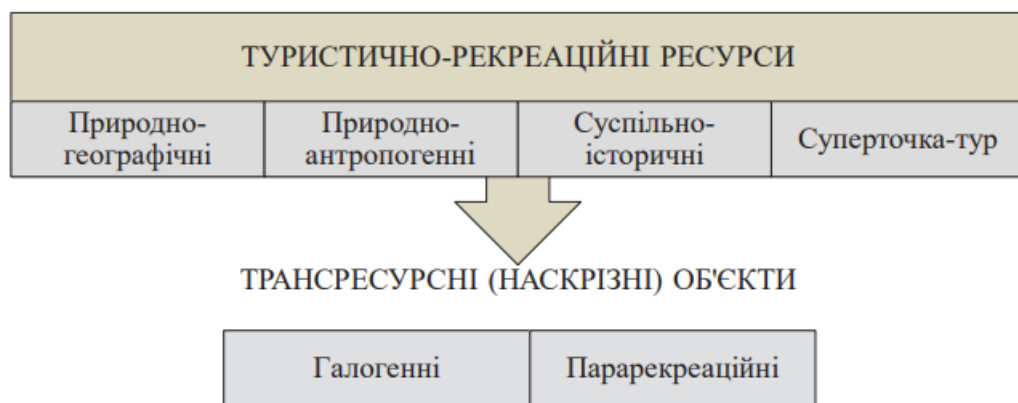 ТУРИСТИЧНО-РЕКРЕАЦІЙНІ РЕСУРСИ
Природно-
географічні
Природно-
антропогенні
Суспільно-
історичні
Суперточка-тур
ТРАНСРЕСУРСНІ (НАСКРІЗНІ) ОБ'ЄКТИ
Галогенні
Парарекреаційні